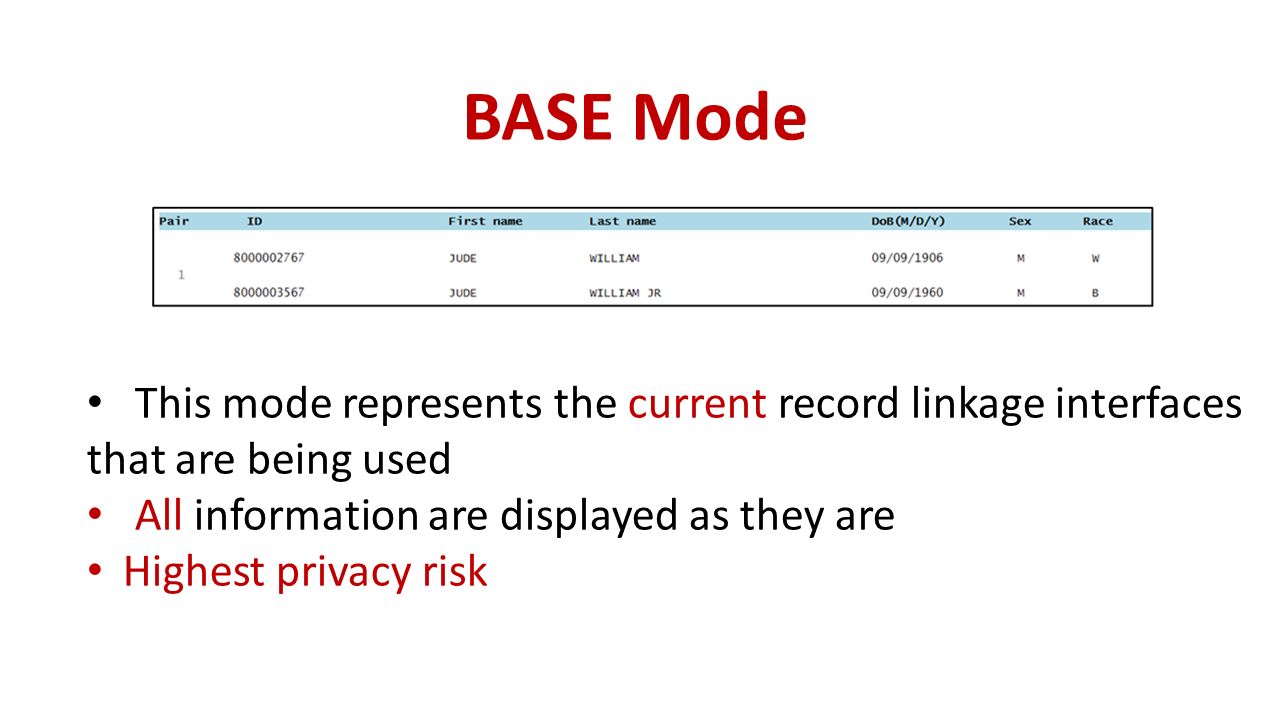 BASE Mode
Pair ID First name Last name DoB(M/D/Y) Sex Race
8000002767 JUDE WILLIAM 09/09/1906 M W
1
8000003567 JUDE WILLIAM JR 09/09/1960 M B
• This mode represents the current record linkage interfaces
that are being used
• All information are displayed as they are
• Highest privacy risk